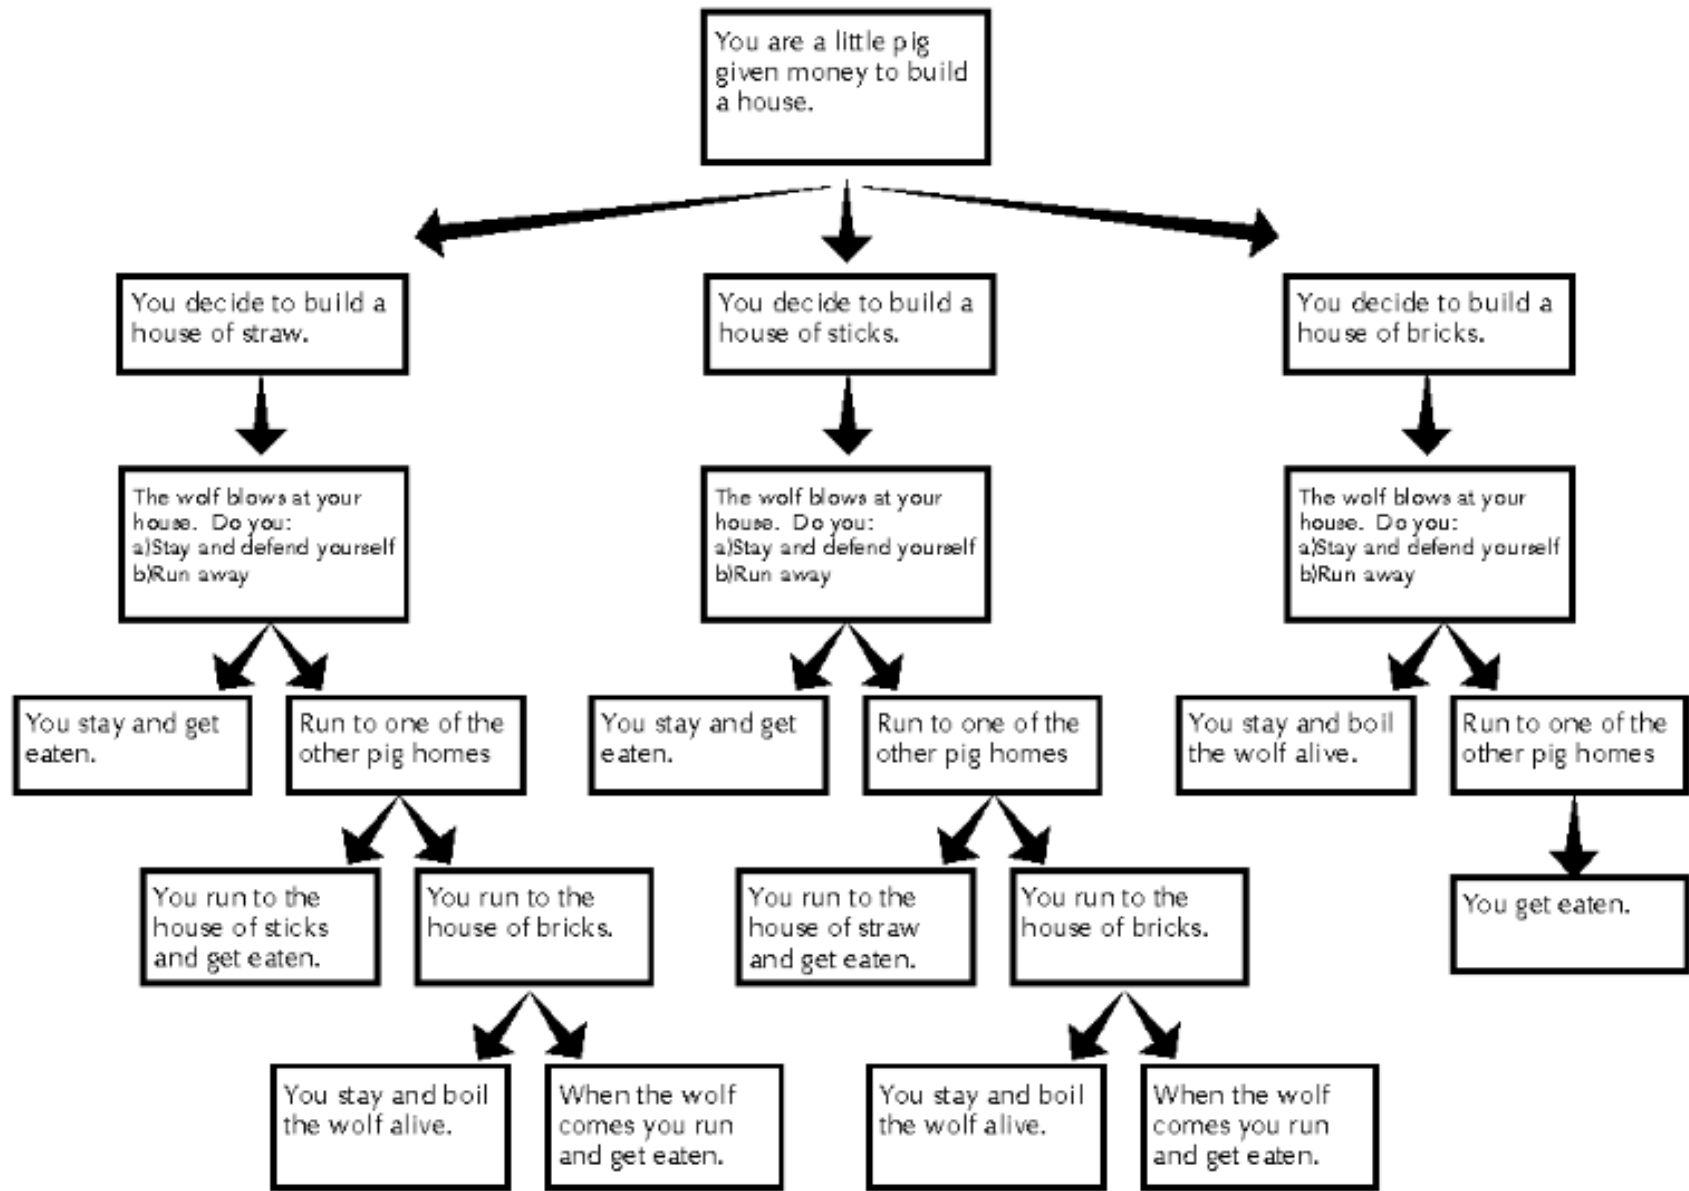 You are a little pig
given money to build
a house.
You decide to build a
house of straw.
You decide to build a
house of sticks.
You decide to build a
house of bricks.
The wolf blows at your
house. Do you:
a)Stay and defend yourself
b)Run away
The wolf blows at your
house. Do you:
a)Stay and defend yourself
b)Run away
The wolf blows at your
house. Do you:
a)Stay and defend yourself
b)Run away
You stay and get
eaten.
Run to one of the
other pig homes
You stay and get
eaten.
Run to one of the
other pig homes
You stay and boil
the wolf alive.
Run to one of the
other pig homes
You run to the
house of sticks
and get eaten.
You run to the
house of bricks.
You run to the
house of straw
and get eaten.
You run to the
house of bricks.
You get eaten.
You stay and boil
the wolf alive.
When the wolf
comes you run
and get eaten.
You stay and boil
the wolf alive.
When the wolf
comes you run
and get eaten.